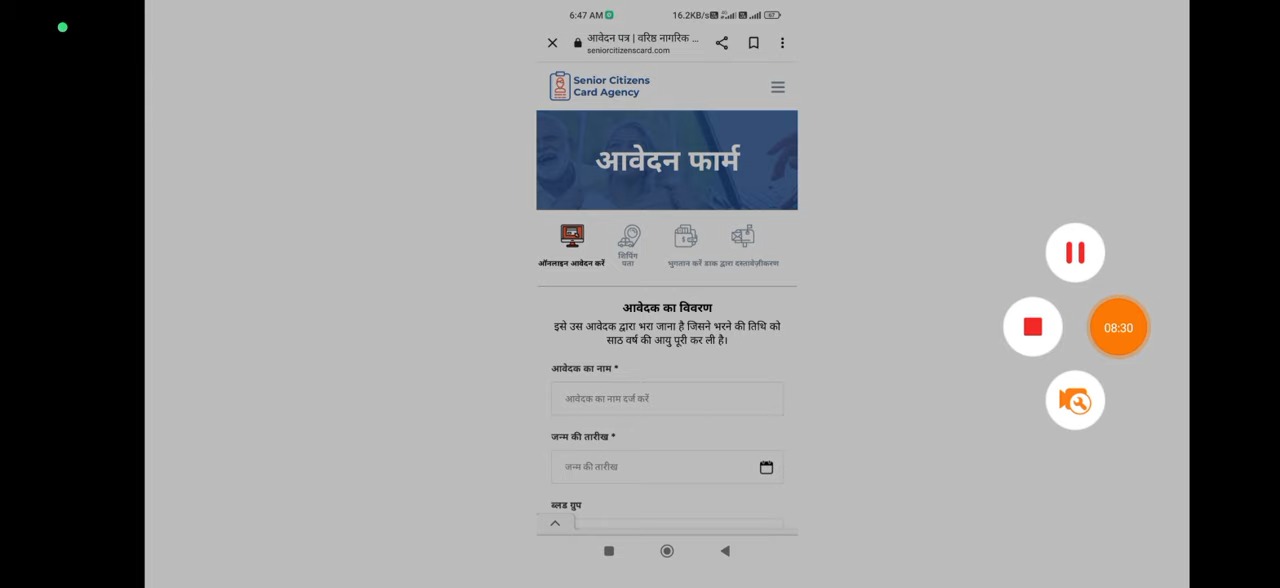 6:47 AM 16.2KB/s 67
आवेदन पत्र | वरिष्ठ नागरिक ...
seniorcitizenscard.com
Senior Citizens
Card Agency
आवेदन फार्म
ऑनलाइन आवेदन करें
शिपिंग
पता
भुगतान करें
डाक द्वारा दस्तावेज़ीकरण
आवेदक का विवरण
इसे उस आवेदक द्वारा भरा जाना है जिसने भरने की तिथि को
साठ वर्ष की आयु पूरी कर ली है।
आवेदक का नाम *
आवेदक का नाम दर्ज करें
जन्म की तारीख *
जन्म की तारीख
ब्लड ग्रुप
08:30